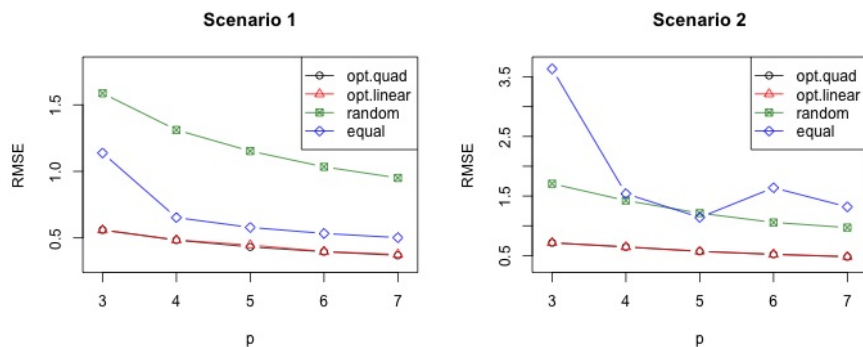 Scenario 1
RMSE
1.5
1.0
0.5
opt.quad
opt.linear
random
equal
3 4 5 6 7
p
Scenario 2
RMSE
3.5
2.5
1.5
0.5
opt.quad
opt.linear
random
equal
3 4 5 6 7
p